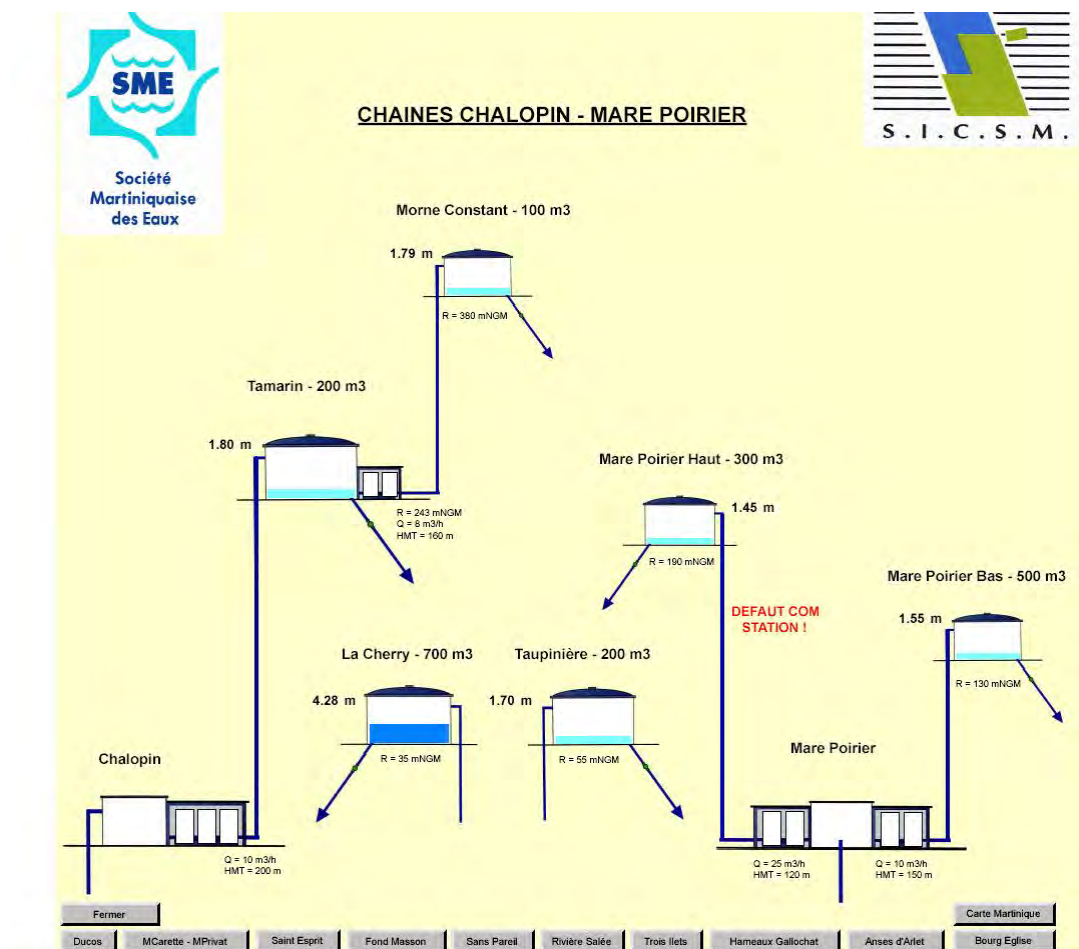 SME
Société
Martiniquaise
des Eaux
S.I.C.S.M.
CHAINES CHALOPIN - MARE POIRIER
Morne Constant - 100 m3
1.79 m
R = 380 mNGM
Tamarin - 200 m3
1.80 m
R = 243 mNGM
Q = 8 m3/h
HMT = 160 m
Mare Poirier Haut - 300 m3
1.45 m
R = 190 mNGM
DEFAUT COM
STATION !
Mare Poirier Bas - 500 m3
1.55 m
R = 130 mNGM
La Cherry - 700 m3
4.28 m
R = 35 mNGM
Taupinière - 200 m3
1.70 m
R = 55 mNGM
Chalopin
Q = 10 m3/h
HMT = 200 m
Mare Poirier
Q = 25 m3/h
HMT = 120 m
Q = 10 m3/h
HMT = 150 m
Fermer
Carte Martinique
Ducos
MCarette - MPrivat
Saint Esprit
Fond Masson
Sans Pareil
Rivière Salée
Trois Ilets
Hameaux Gallochat
Anses d'Arlet
Bourg Eglise